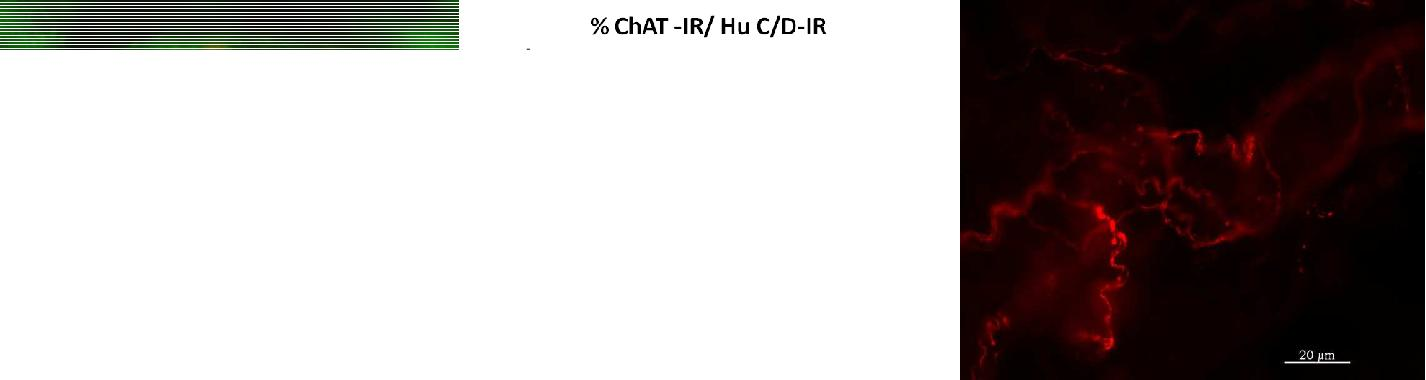 % ChAT -IR/ Hu C/D-IR
20 µm